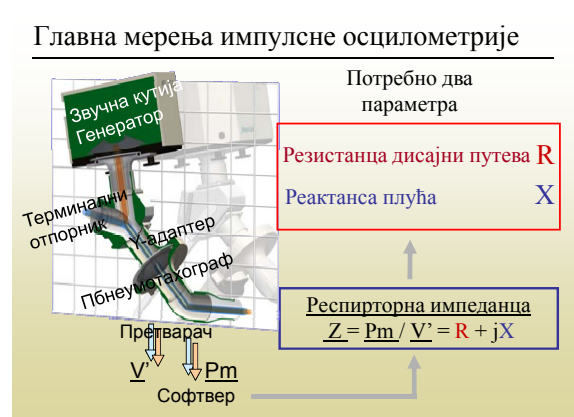 Главна мерења импулсне осцилометрије
Звучна кутија
Генератор
Терминални
отпорник
Y-адаптер
Пбнеумотахограф
Претварач
V’ Pm
Софтвер
Потребно два
параметра
Резистанца дисајни путева R
Реактанса плућа X
Респирторна импеданца
Z = Pm / V’ = R + jX